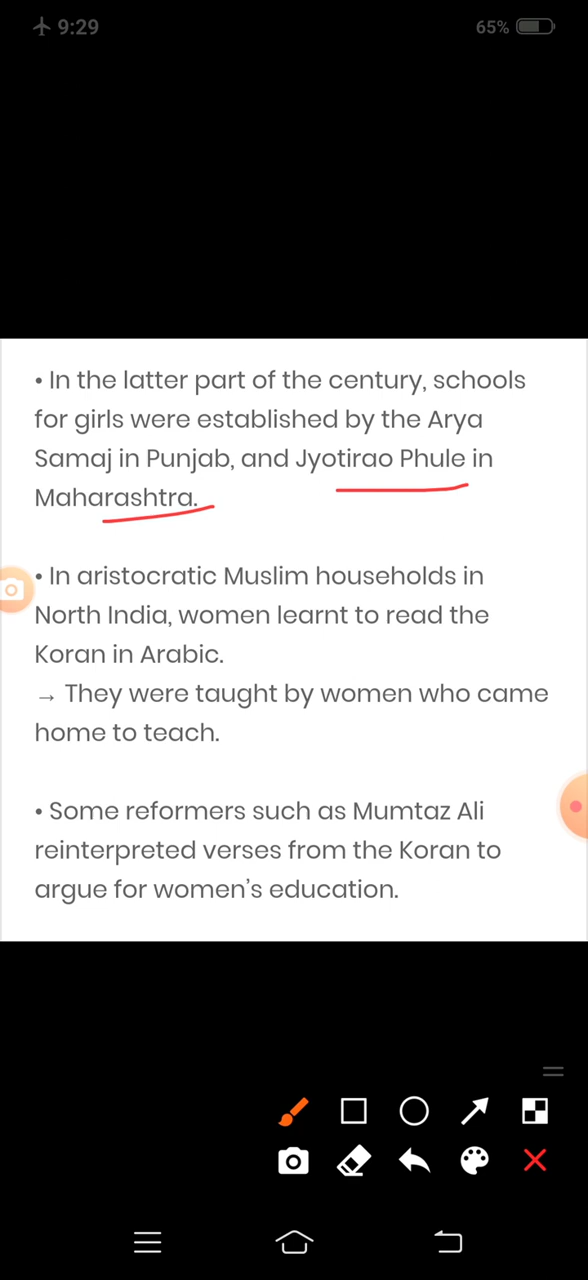 9:29
65%
• In the latter part of the century, schools
for girls were established by the Arya
Samaj in Punjab, and Jyotirao Phule in
Maharashtra.
• In aristocratic Muslim households in
North India, women learnt to read the
Koran in Arabic.
→ They were taught by women who came
home to teach.
• Some reformers such as Mumtaz Ali
reinterpreted verses from the Koran to
argue for women's education.